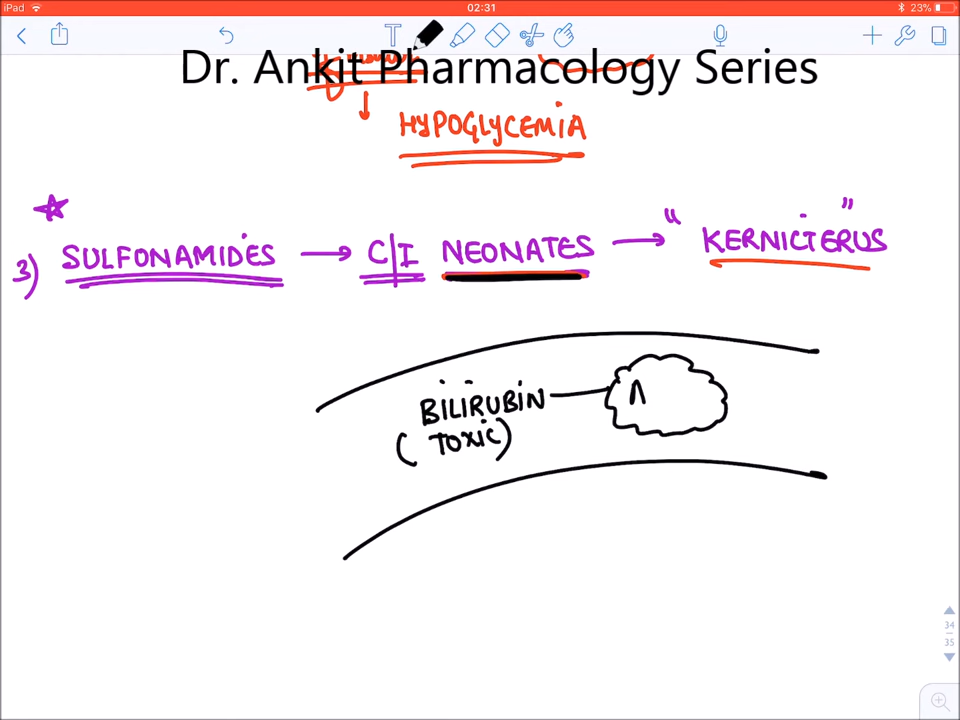 iPad 02:31 23%
T
Dr. Ankit Pharmacology Series
HYPOGLYCEMIA
3) SULFONAMIDES → C/I NEONATES → "KERNICTERUS"
BILIRUBIN
(TOXIC)
34
35